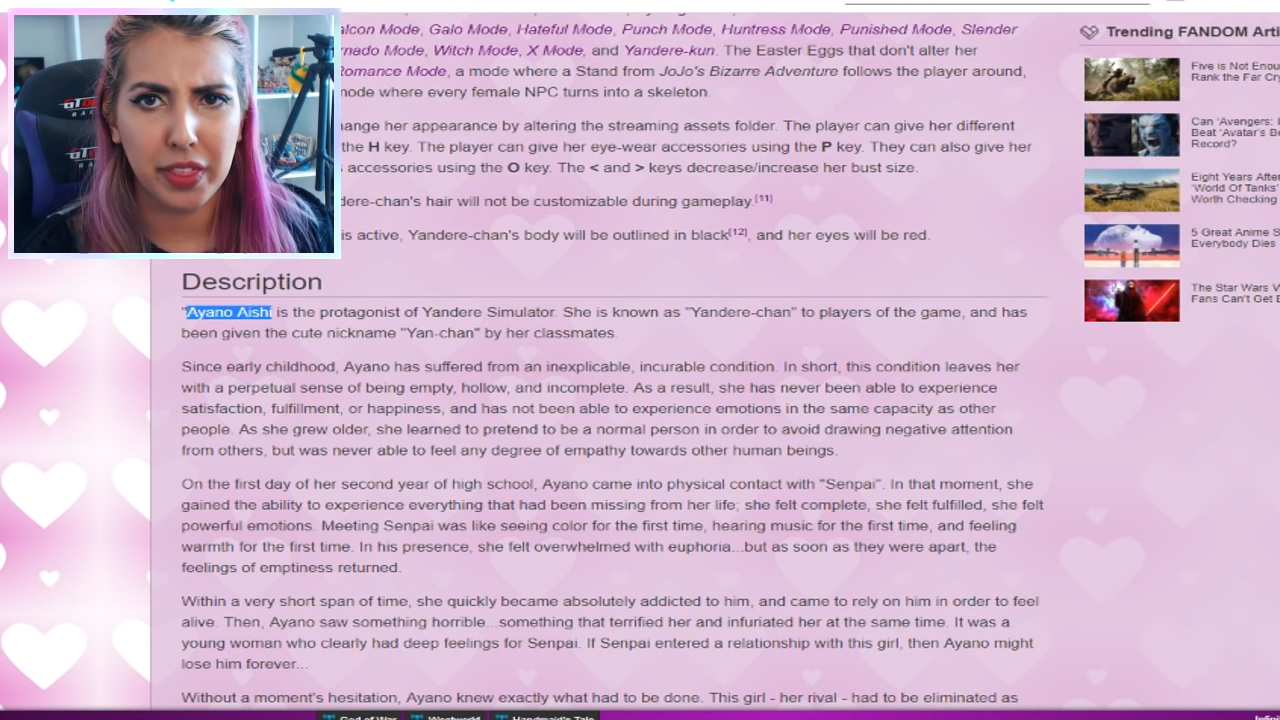 alcon Mode, Galo Mode, Hateful Mode, Punch Mode, Huntress Mode, Punished Mode, Slender
nado Mode, Witch Mode, X Mode, and Yandere-kun. The Easter Eggs that don't alter her
Romance Mode, a mode where a Stand from JoJo's Bizarre Adventure follows the player around,
mode where every female NPC turns into a skeleton.
hange her appearance by altering the streaming assets folder. The player can give her different
the H key. The player can give her eye-wear accessories using the P key. They can also give her
accessories using the O key. The < and > keys decrease/increase her bust size.
dere-chan's hair will not be customizable during gameplay.[11]
is active, Yandere-chan's body will be outlined in black[12], and her eyes will be red.
Description
"Ayano Aishi is the protagonist of Yandere Simulator. She is known as "Yandere-chan" to players of the game, and has
been given the cute nickname "Yan-chan" by her classmates.
Since early childhood, Ayano has suffered from an inexplicable, incurable condition. In short, this condition leaves her
with a perpetual sense of being empty, hollow, and incomplete. As a result, she has never been able to experience
satisfaction, fulfillment, or happiness, and has not been able to experience emotions in the same capacity as other
people. As she grew older, she learned to pretend to be a normal person in order to avoid drawing negative attention
from others, but was never able to feel any degree of empathy towards other human beings.
On the first day of her second year of high school, Ayano came into physical contact with "Senpai". In that moment, she
gained the ability to experience everything that had been missing from her life; she felt complete, she felt fulfilled, she felt
powerful emotions. Meeting Senpai was like seeing color for the first time, hearing music for the first time, and feeling
warmth for the first time. In his presence, she felt overwhelmed with euphoria...but as soon as they were apart, the
feelings of emptiness returned.
Within a very short span of time, she quickly became absolutely addicted to him, and came to rely on him in order to feel
alive. Then, Ayano saw something horrible...something that terrified her and infuriated her at the same time. It was a
young woman who clearly had deep feelings for Senpai. If Senpai entered a relationship with this girl, then Ayano might
lose him forever...
Without a moment's hesitation, Ayano knew exactly what had to be done. This girl - her rival - had to be eliminated as
Trending FANDOM Arti
Five is Not Enou
Rank the Far Cr
Can 'Avengers: I
Beat 'Avatar's B
Record?
Eight Years After
'World Of Tanks'
Worth Checking
5 Great Anime S
Everybody Dies
The Star Wars V
Fans Can't Get E
God of War
Westworld
Handmaid's Tale